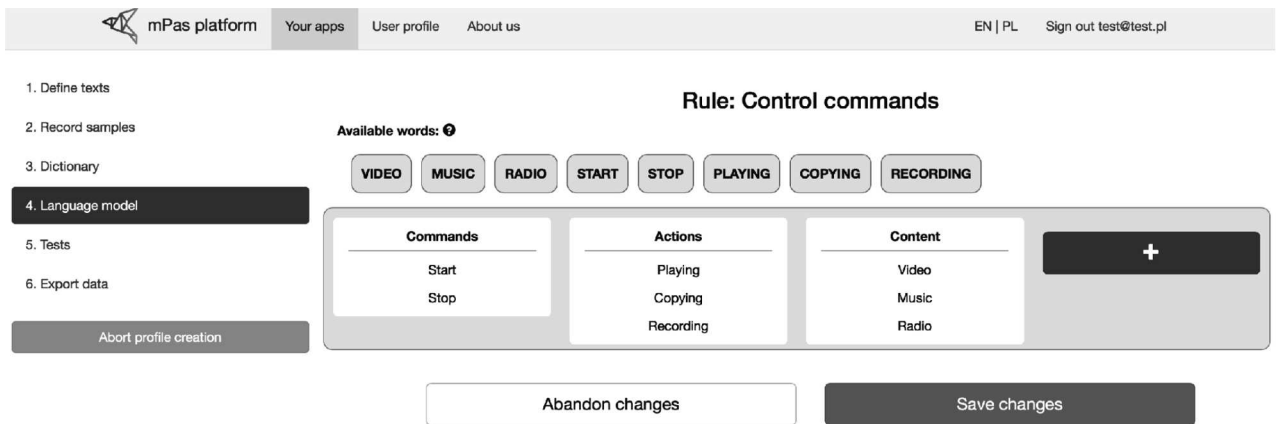 mPas platform Your apps User profile About us EN | PL Sign out test@test.pl
1. Define texts
2. Record samples
3. Dictionary
4. Language model
5. Tests
6. Export data
Abort profile creation
Rule: Control commands
Available words:
VIDEO MUSIC RADIO START STOP PLAYING COPYING RECORDING
Commands
Start
Stop
Actions
Playing
Copying
Recording
Content
Video
Music
Radio
+
Abandon changes Save changes